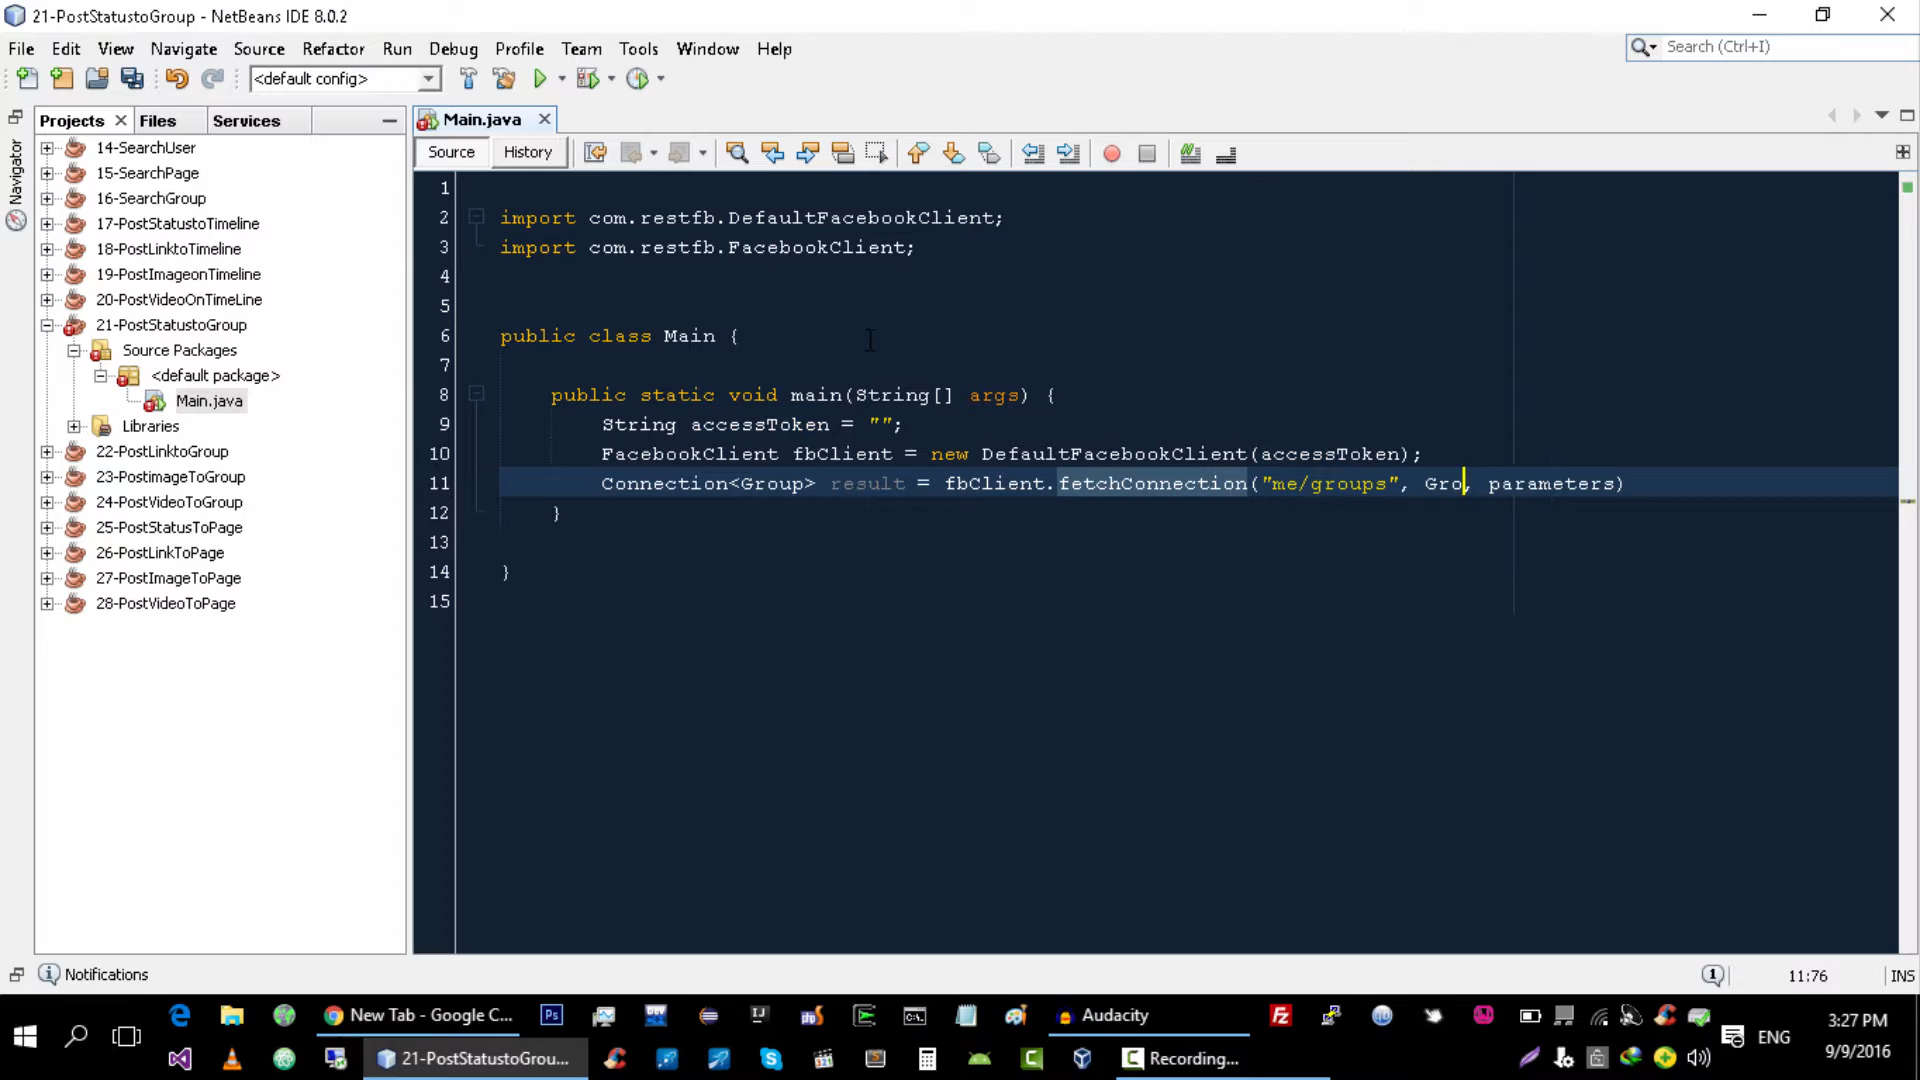 21-PostStatustoGroup - NetBeans IDE 8.0.2
File Edit View Navigate Source Refactor Run Debug Profile Team Tools Window Help
Search (Ctrl+I)
<default config>
Projects Files Services
Main.java
Navigator
Source History
14-SearchUser
15-SearchPage
16-SearchGroup
17-PostStatustoTimeline
18-PostLinktoTimeline
19-PostImageonTimeline
20-PostVideoOnTimeLine
21-PostStatustoGroup
Source Packages
<default package>
Main.java
Libraries
22-PostLinktoGroup
23-PostimageToGroup
24-PostVideoToGroup
25-PostStatusToPage
26-PostLinkToPage
27-PostImageToPage
28-PostVideoToPage
1
2 import com.restfb.DefaultFacebookClient;
3 import com.restfb.FacebookClient;
4
5
6 public class Main {
7
8 public static void main(String[] args) {
9 String accessToken = "";
10 FacebookClient fbClient = new DefaultFacebookClient(accessToken);
11 Connection<Group> result = fbClient.fetchConnection("me/groups", Gro, parameters)
12 }
13
14 }
15
Notifications
1
11:76
INS
New Tab - Google C...
Ps
DEV
IJ
php
Audacity
Fz
ENG
3:27 PM
9/9/2016
21-PostStatustoGrou...
Recording...